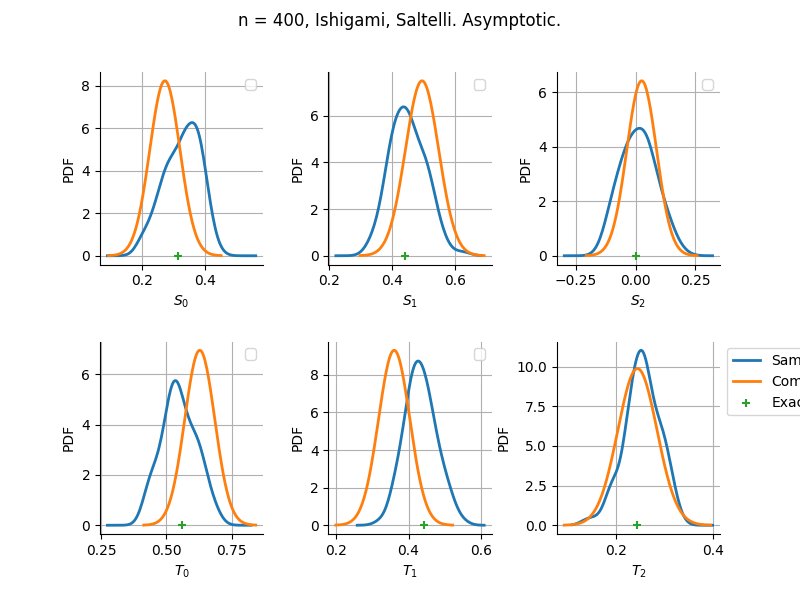 n = 400, Ishigami, Saltelli. Asymptotic.
PDF
8
6
4
2
0
0.2
0.4
S₀
PDF
6
4
2
0
0.2
0.4
0.6
S₁
PDF
6
4
2
0
−0.25
0.00
0.25
S₂
PDF
6
4
2
0
0.25
0.50
0.75
T₀
PDF
8
6
4
2
0
0.2
0.4
0.6
T₁
PDF
10.0
7.5
5.0
2.5
0.0
0.2
0.4
T₂
Sam
Com
Exac